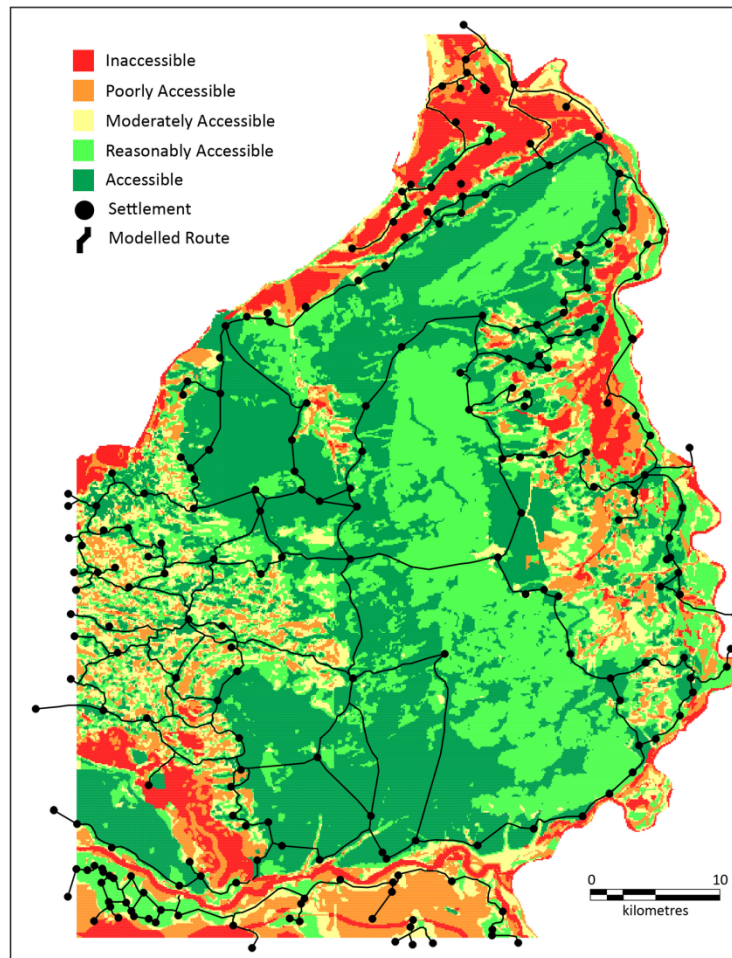 Inaccessible
Poorly Accessible
Moderately Accessible
Reasonably Accessible
Accessible
Settlement
Modelled Route
0 10
kilometres